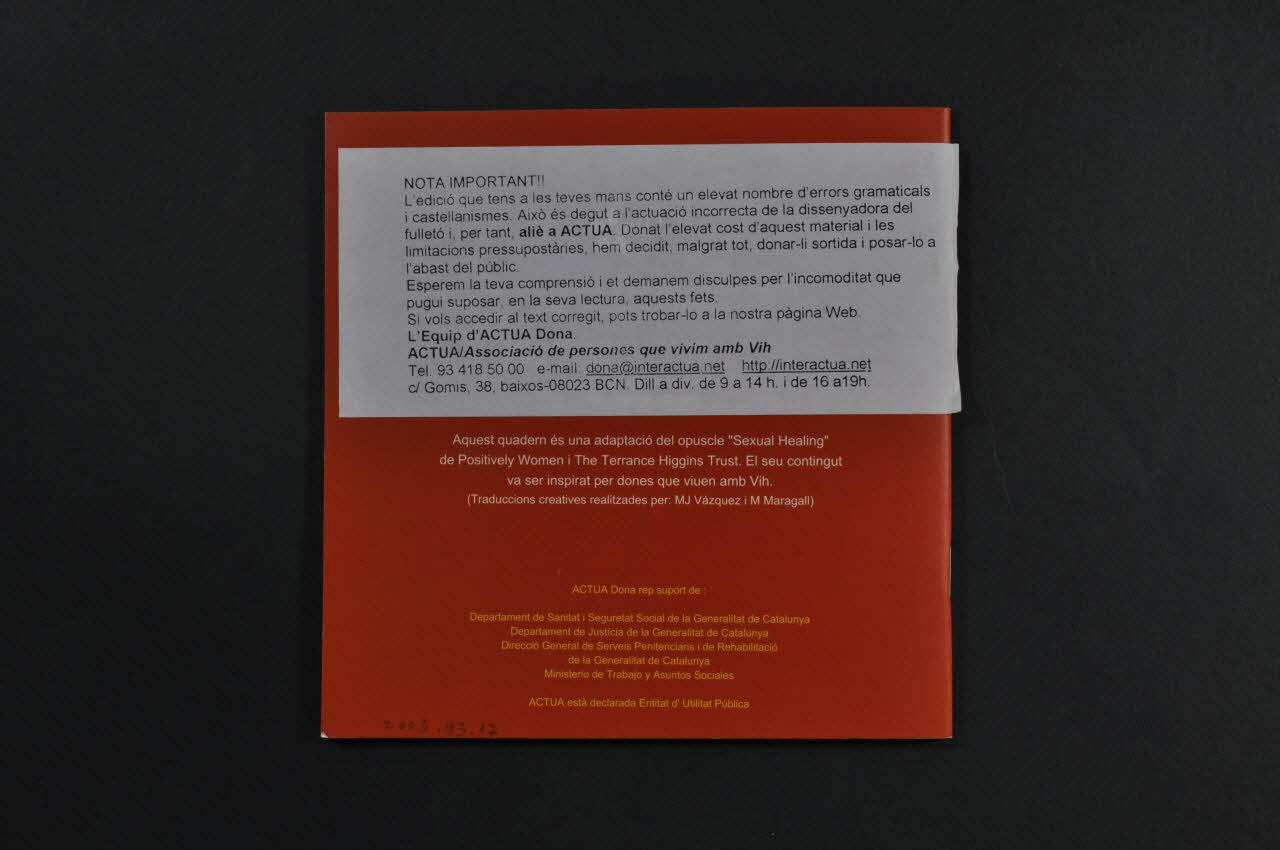 NOTA IMPORTANT!!
L'edició que tens a les teves mans conté un elevat nombre d'errors gramaticals
i castellanismes. Això és degut a l'actuació incorrecta de la dissenyadora del
fulletó i, per tant, aliè a ACTUA. Donat l'elevat cost d'aquest material i les
limitacions pressupostàries, hem decidit, malgrat tot, donar-li sortida i posar-lo a
l'abast del públic.
Esperem la teva comprensió i et demanem disculpes per l'incomoditat que
pugui suposar, en la seva lectura, aquests fets.
Si vols accedir al text corregit, pots trobar-lo a la nostra pàgina Web.
L'Equip d'ACTUA Dona.
ACTUA/Associació de persones que vivim amb Vih
Tel. 93 418 50 00 e-mail: dona@interactua.net http://interactua.net
c/ Gomis, 38, baixos-08023 BCN. Dill a div. de 9 a 14 h. i de 16 a19h.
Aquest quadern és una adaptació del opuscle "Sexual Healing"
de Positively Women i The Terrance Higgins Trust. El seu contingut
va ser inspirat per dones que viuen amb Vih.
(Traduccions creatives realitzades per: MJ Vázquez i M Maragall)
ACTUA Dona rep suport de :
Departament de Sanitat i Seguretat Social de la Generalitat de Catalunya
Departament de Justícia de la Generalitat de Catalunya
Direcció General de Serveis Penitenciaris i de Rehabilitació
de la Generalitat de Catalunya
Ministerio de Trabajo y Asuntos Sociales
ACTUA està declarada Entitat d' Utilitat Pública
2005.93.17